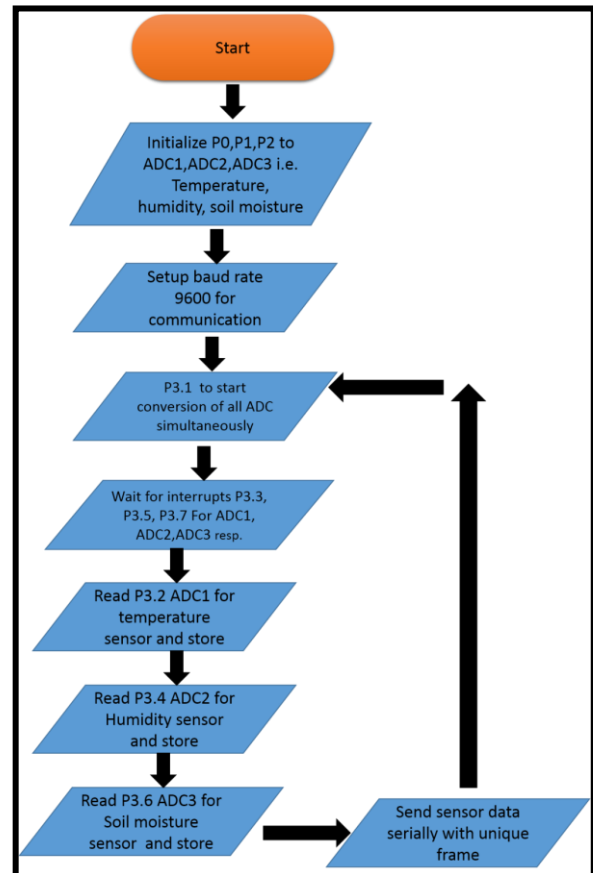 Start
Initialize P0,P1,P2 to
ADC1,ADC2,ADC3 i.e.
Temperature,
humidity, soil moisture
Setup baud rate
9600 for
communication
P3.1 to start
conversion of all ADC
simultaneously
Wait for interrupts P3.3,
P3.5, P3.7 For ADC1,
ADC2,ADC3 resp.
Read P3.2 ADC1 for
temperature
sensor and store
Read P3.4 ADC2 for
Humidity sensor
and store
Read P3.6 ADC3 for
Soil moisture
sensor and store
Send sensor data
serially with unique
frame